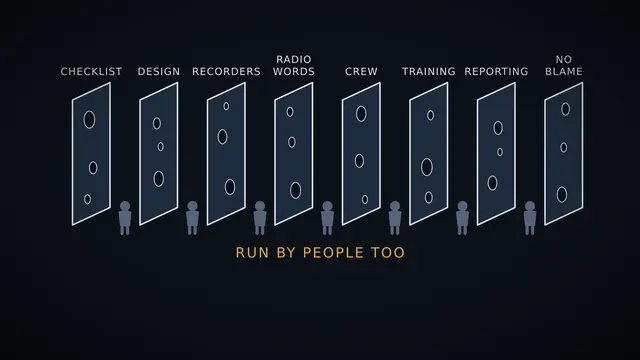 CHECKLIST
DESIGN
RECORDERS
RADIO
WORDS
CREW
TRAINING
REPORTING
NO
BLAME
RUN BY PEOPLE TOO